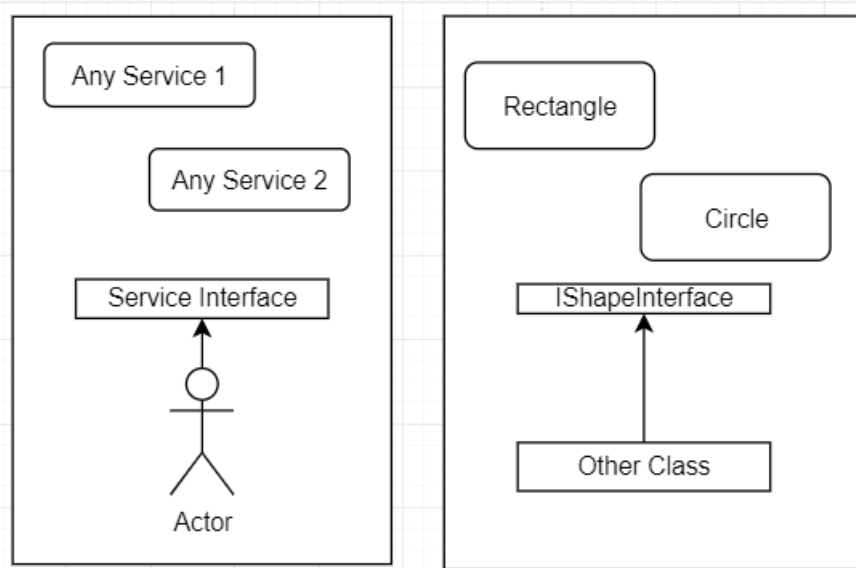 Any Service 1
Any Service 2
Service Interface
Actor
Rectangle
Circle
IShapeInterface
Other Class